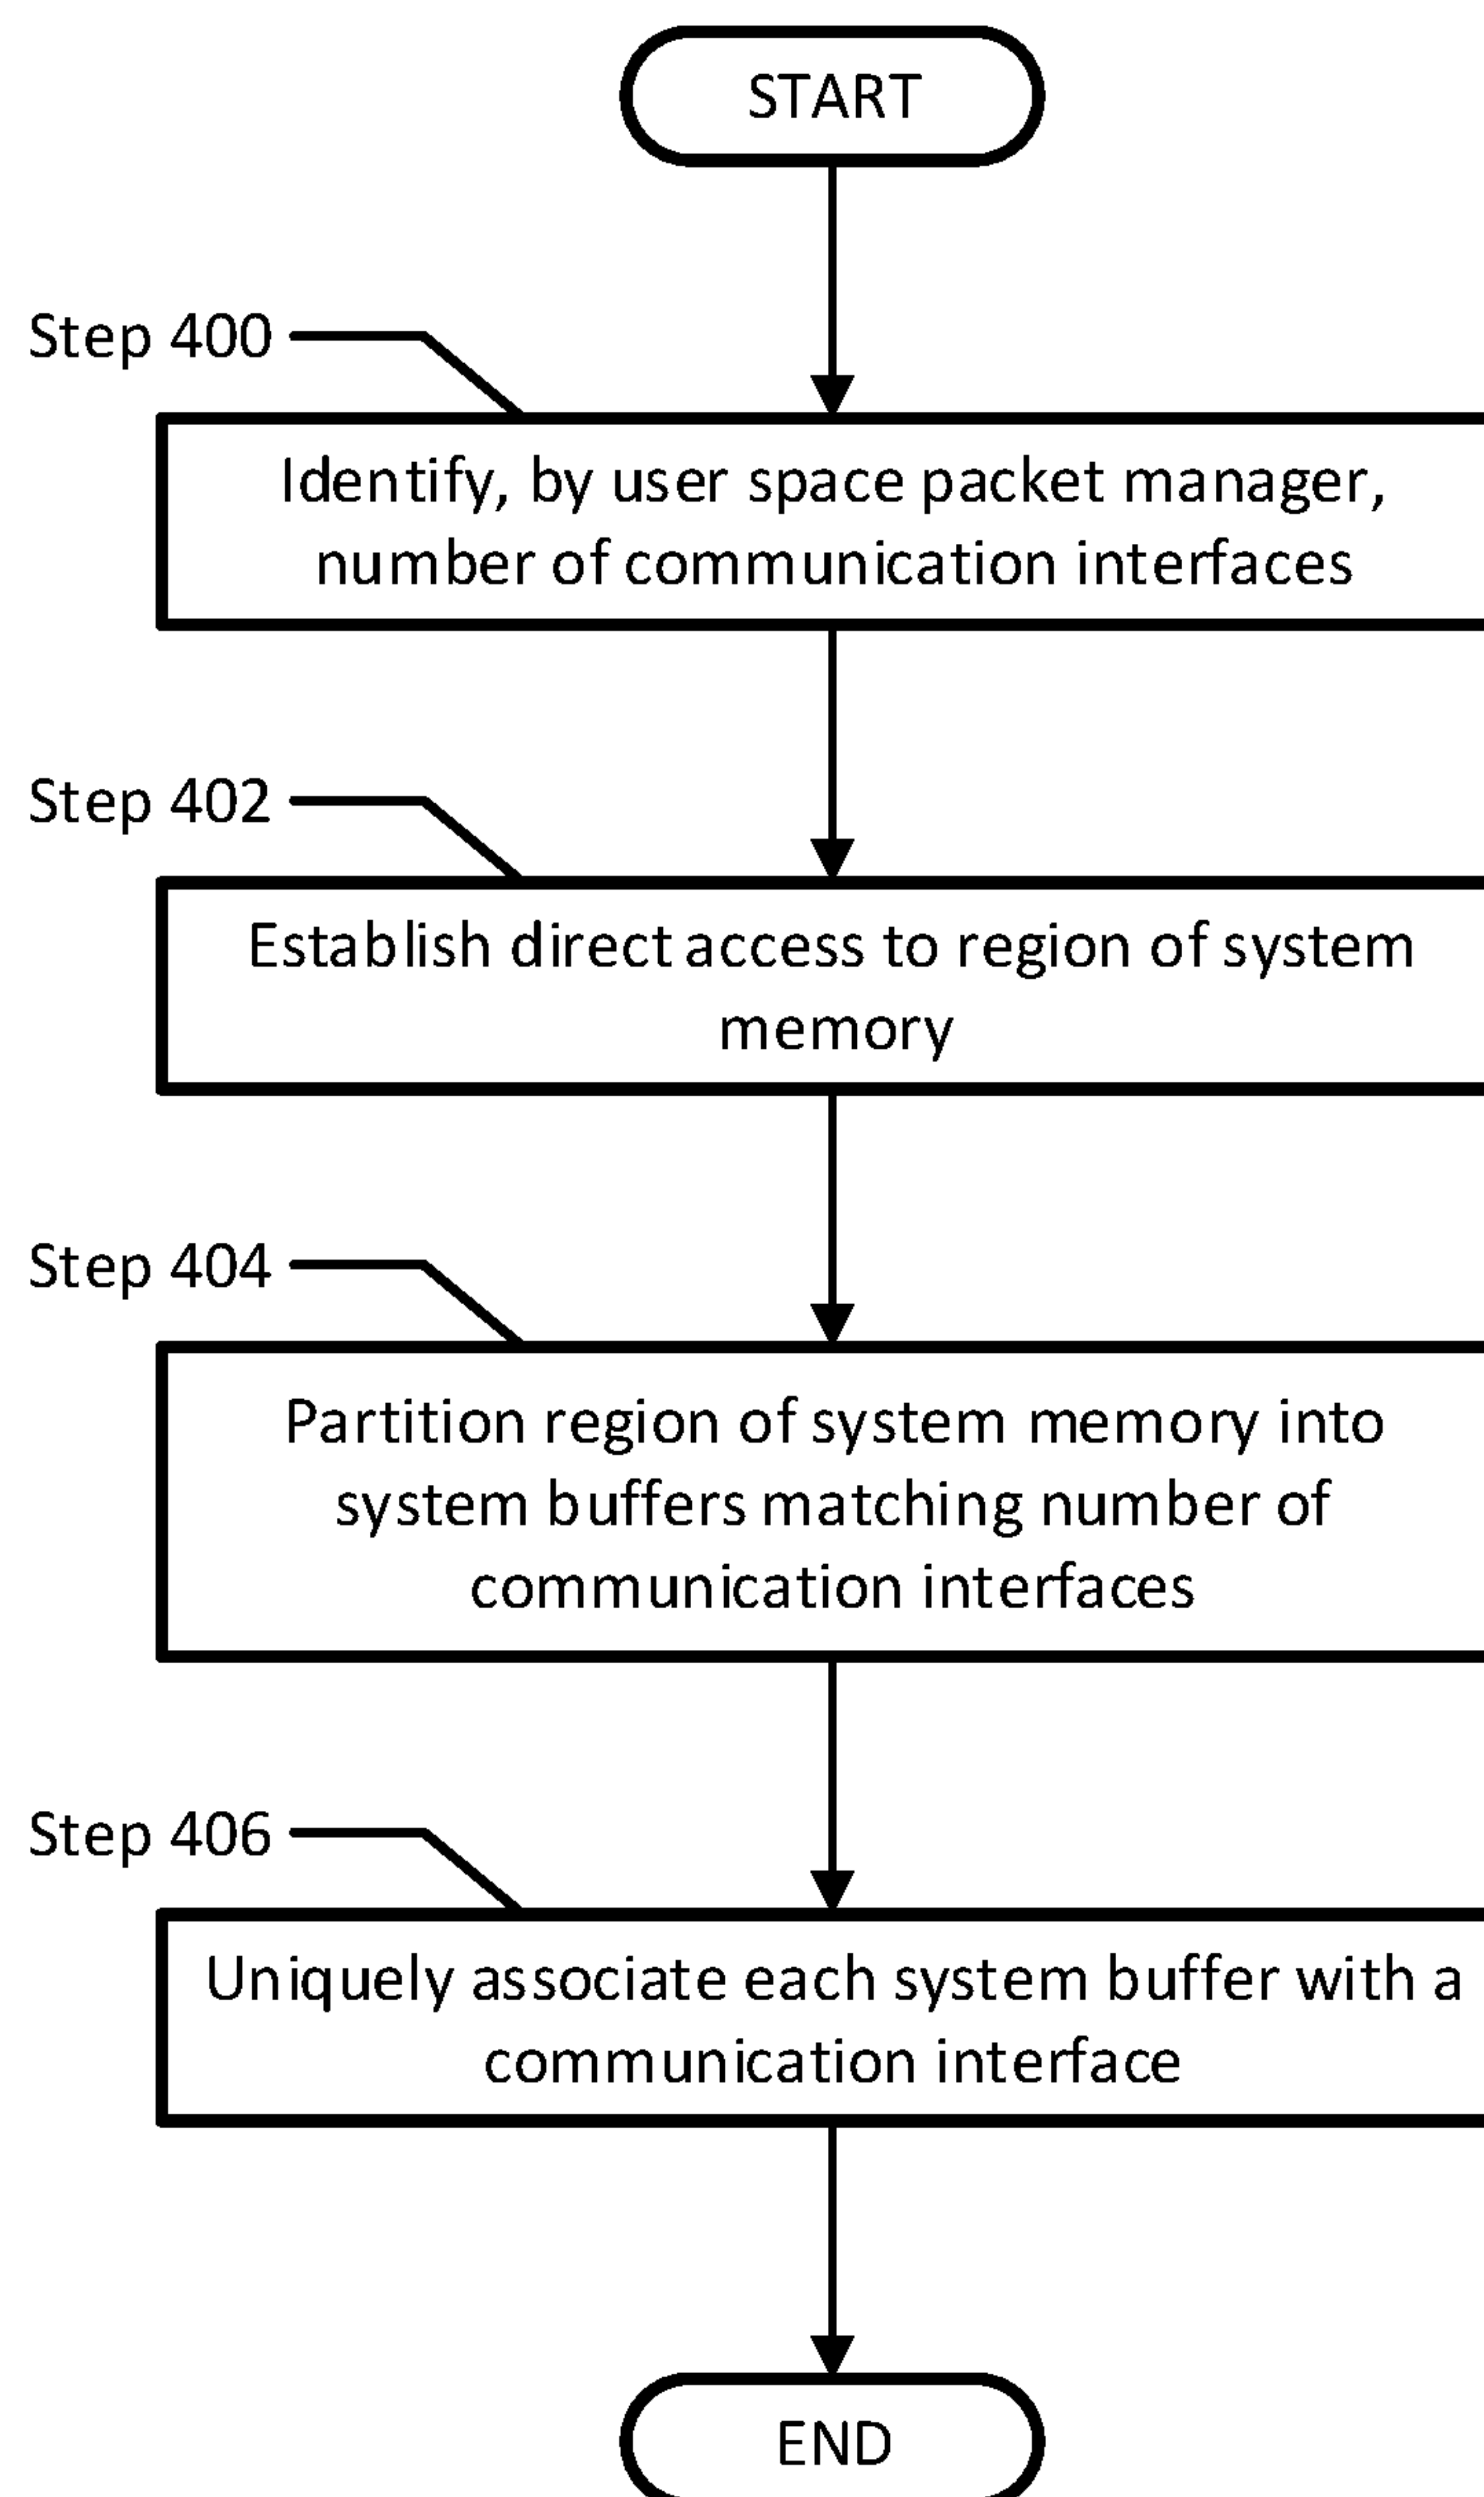 START
Step 400
Identify, by user space packet manager,
number of communication interfaces
Step 402
Establish direct access to region of system
memory
Step 404
Partition region of system memory into
system buffers matching number of
communication interfaces
Step 406
Uniquely associate each system buffer with a
communication interface
END